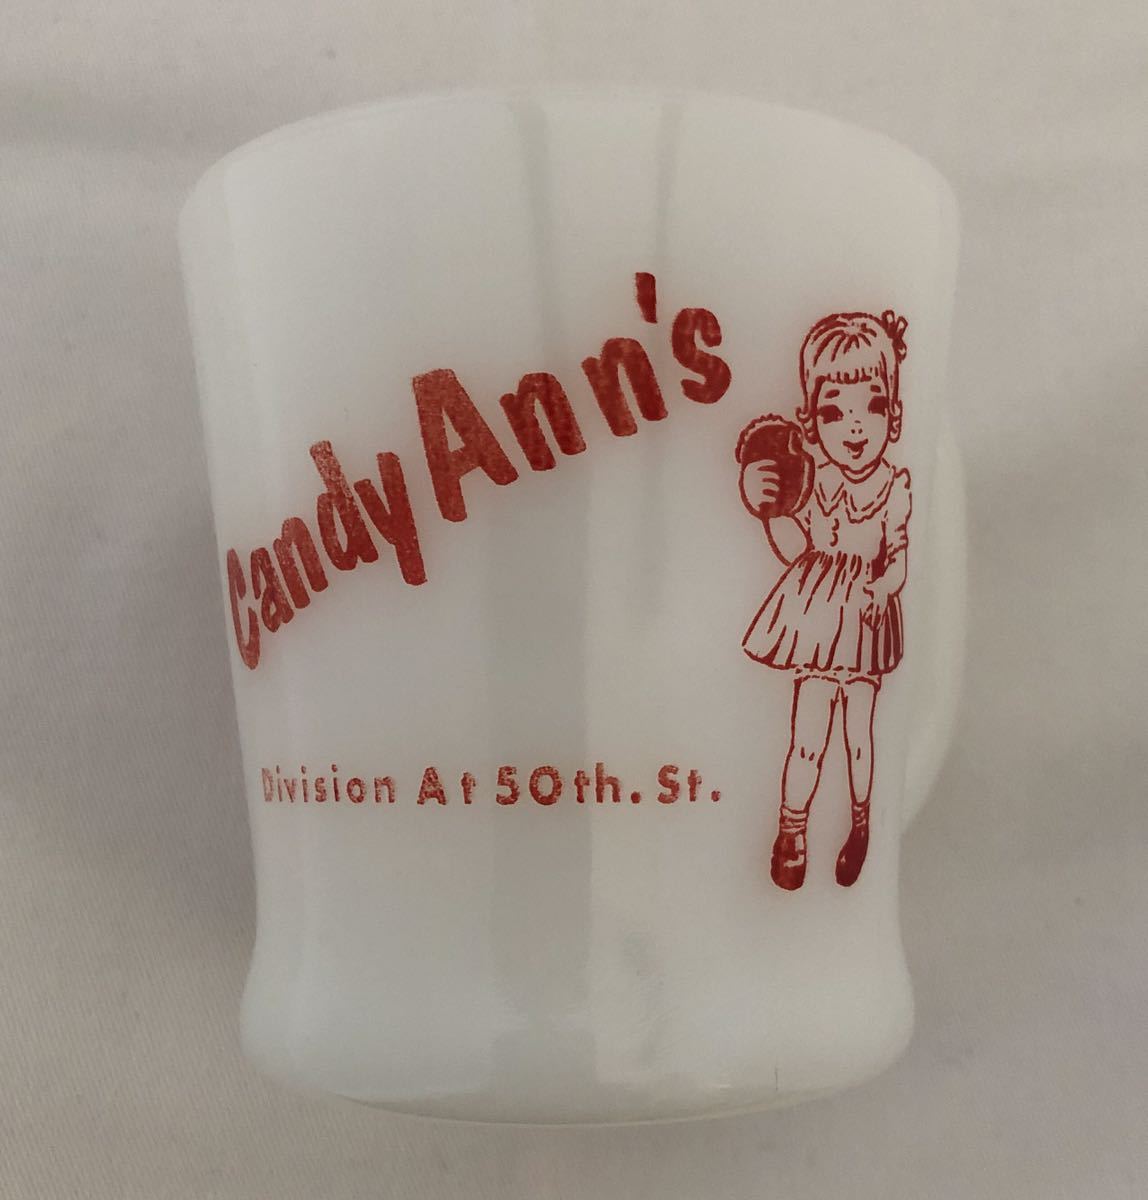 Candy Ann's
Division At 50th. St.